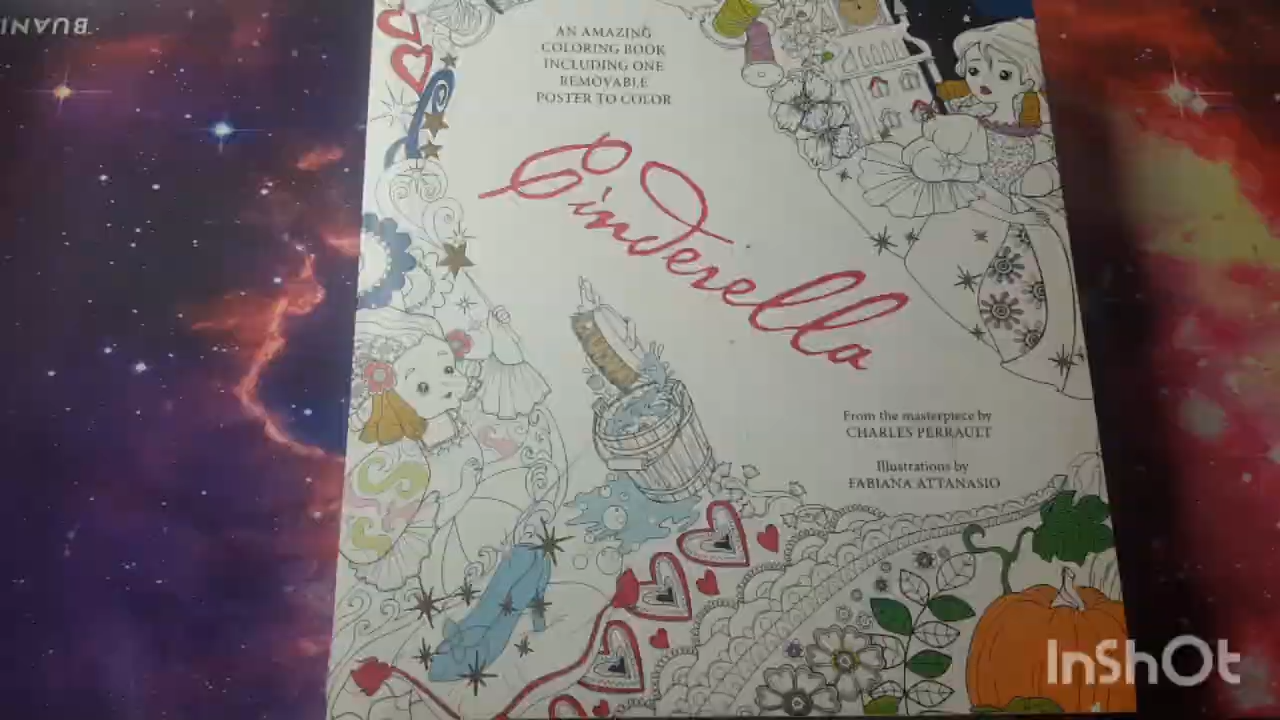 BUANI
AN AMAZING
COLORING BOOK
INCLUDING ONE
REMOVABLE
POSTER TO COLOR
Cinderella
From the masterpiece by
CHARLES PERRAULT
Illustrations by
FABIANA ATTANASIO
InShOt